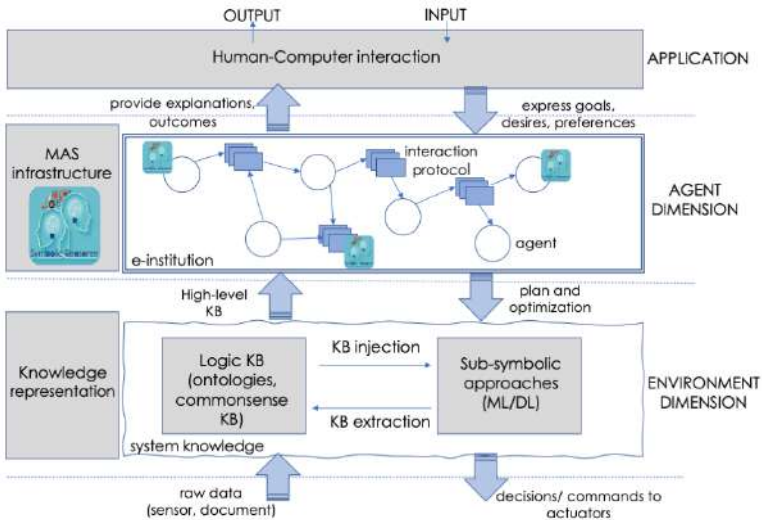 OUTPUT
INPUT
Human-Computer interaction
APPLICATION
provide explanations,
outcomes
express goals,
desires, preferences
MAS
infrastructure
interaction
protocol
agent
e-institution
AGENT
DIMENSION
High-level
KB
plan and
optimization
Knowledge
representation
Logic KB
(ontologies,
commonsense
KB)
KB injection
KB extraction
Sub-symbolic
approaches
(ML/DL)
system knowledge
ENVIRONMENT
DIMENSION
raw data
(sensor, document)
decisions/ commands to
actuators